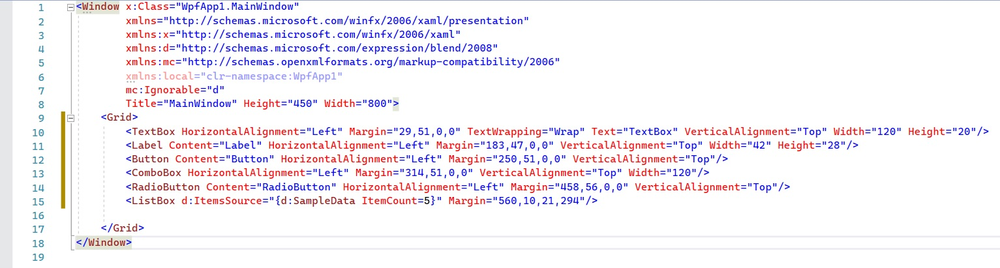 1 <Window x:Class="WpfApp1.MainWindow"
2 xmlns="http://schemas.microsoft.com/winfx/2006/xaml/presentation"
3 xmlns:x="http://schemas.microsoft.com/winfx/2006/xaml"
4 xmlns:d="http://schemas.microsoft.com/expression/blend/2008"
5 xmlns:mc="http://schemas.openxmlformats.org/markup-compatibility/2006"
6 xmlns:local="clr-namespace:WpfApp1"
7 mc:Ignorable="d"
8 Title="MainWindow" Height="450" Width="800">
9 <Grid>
10 <TextBox HorizontalAlignment="Left" Margin="29,51,0,0" TextWrapping="Wrap" Text="TextBox" VerticalAlignment="Top" Width="120" Height="20"/>
11 <Label Content="Label" HorizontalAlignment="Left" Margin="183,47,0,0" VerticalAlignment="Top" Width="42" Height="28"/>
12 <Button Content="Button" HorizontalAlignment="Left" Margin="250,51,0,0" VerticalAlignment="Top"/>
13 <ComboBox HorizontalAlignment="Left" Margin="314,51,0,0" VerticalAlignment="Top" Width="120"/>
14 <RadioButton Content="RadioButton" HorizontalAlignment="Left" Margin="458,56,0,0" VerticalAlignment="Top"/>
15 <ListBox d:ItemsSource="{d:SampleData ItemCount=5}" Margin="560,10,21,294"/>
16
17 </Grid>
18 </Window>
19